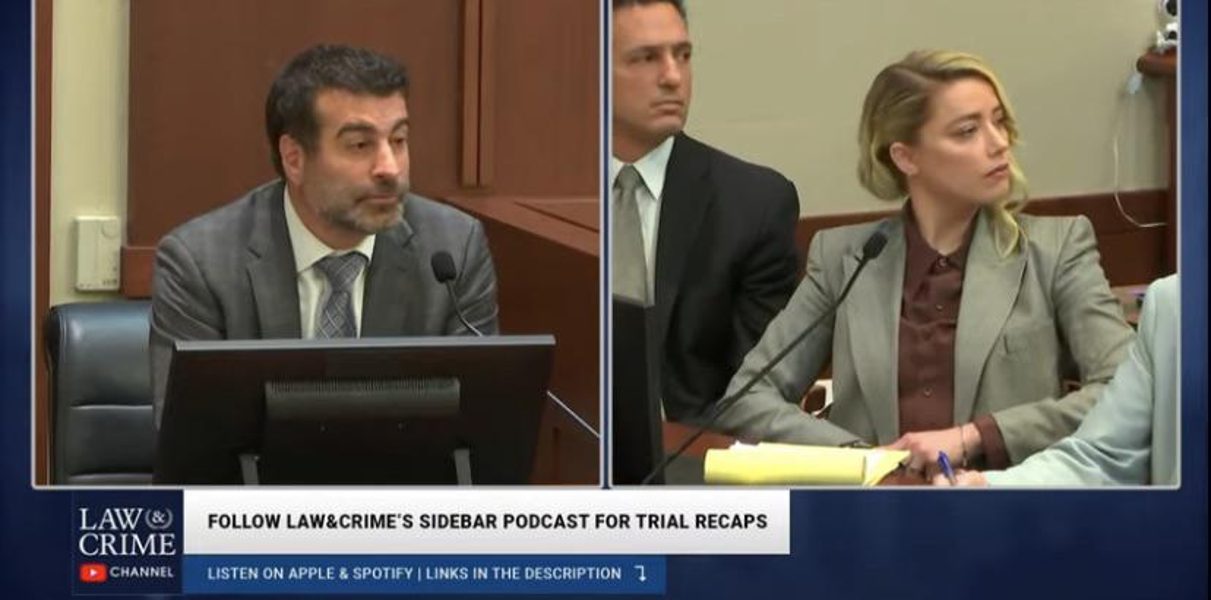 LAW &
CRIME
CHANNEL
FOLLOW LAW&CRIME'S SIDEBAR PODCAST FOR TRIAL RECAPS
LISTEN ON APPLE & SPOTIFY | LINKS IN THE DESCRIPTION